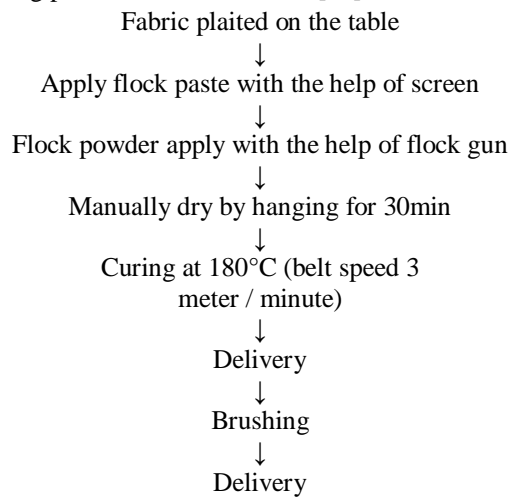 Fabric plaited on the table
↓
Apply flock paste with the help of screen
↓
Flock powder apply with the help of flock gun
↓
Manually dry by hanging for 30min
↓
Curing at 180°C (belt speed 3
meter / minute)
↓
Delivery
↓
Brushing
↓
Delivery